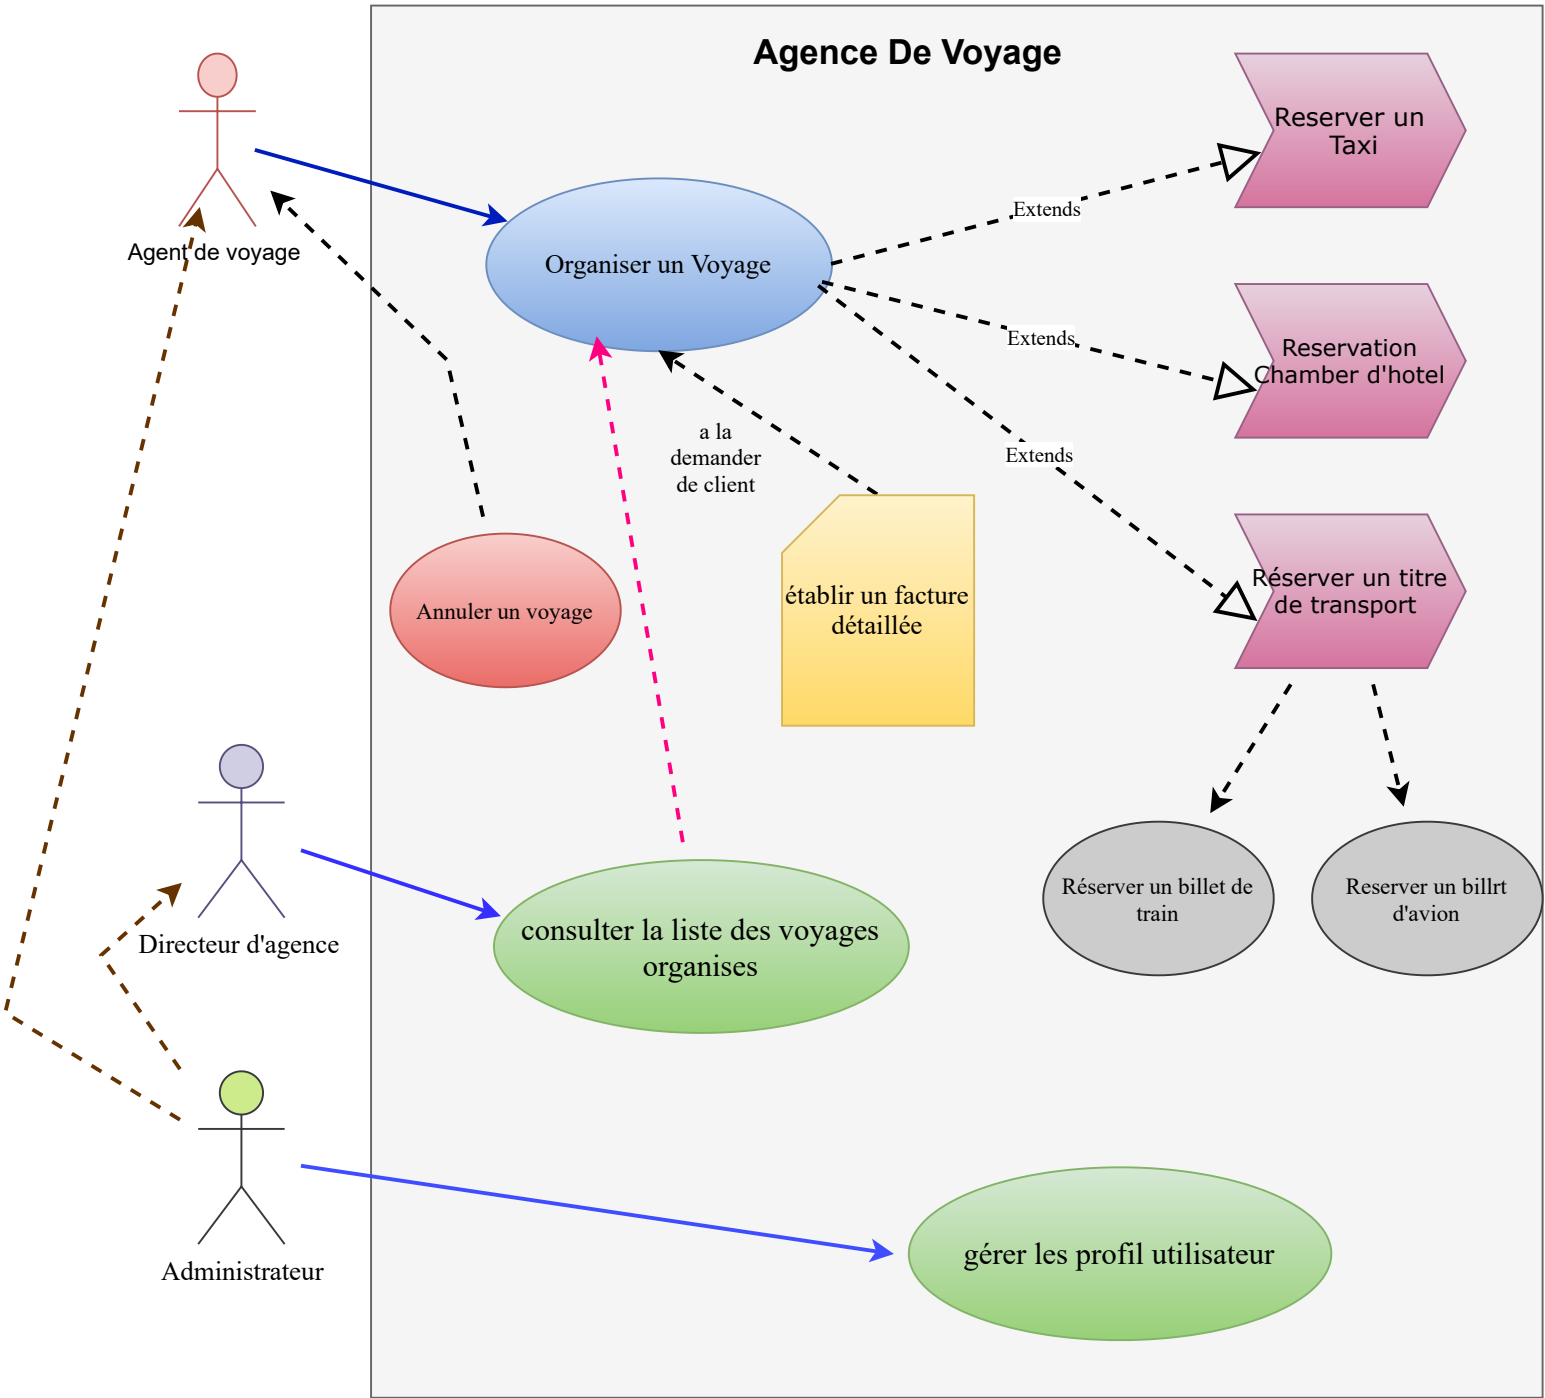 Agence De Voyage
Reserver un
Taxi
Extends
Agent de voyage
Organiser un Voyage
Extends
Reservation
Chamber d'hotel
a la
demander
de client
Extends
Réserver un titre
de transport
établir un facture
détaillée
Annuler un voyage
Réserver un billet de
train
Reserver un billrt
d'avion
Directeur d'agence
consulter la liste des voyages
organises
Administrateur
gérer les profil utilisateur